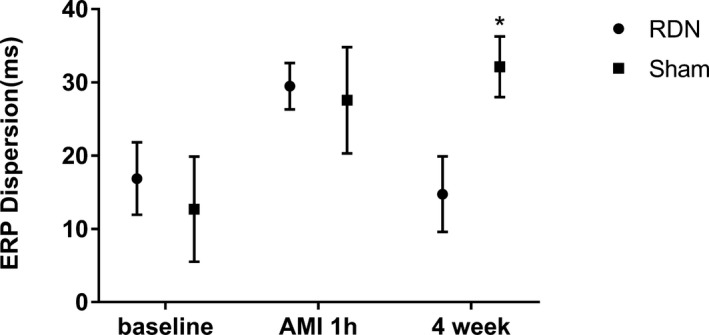 ERP Dispersion(ms)
40
30
20
10
0
*
RDN
Sham
baseline
AMI 1h
4 week